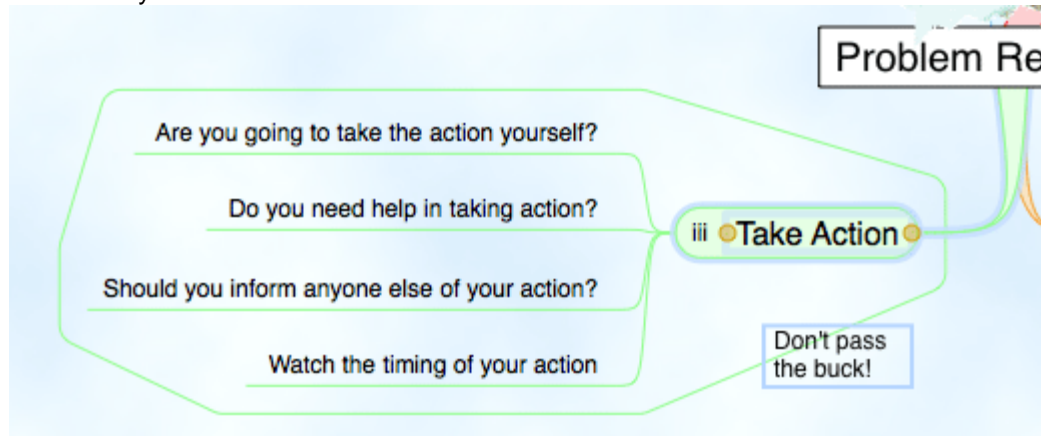 Problem Re
Are you going to take the action yourself?
Do you need help in taking action?
iii Take Action
Should you inform anyone else of your action?
Don't pass
the buck!
Watch the timing of your action